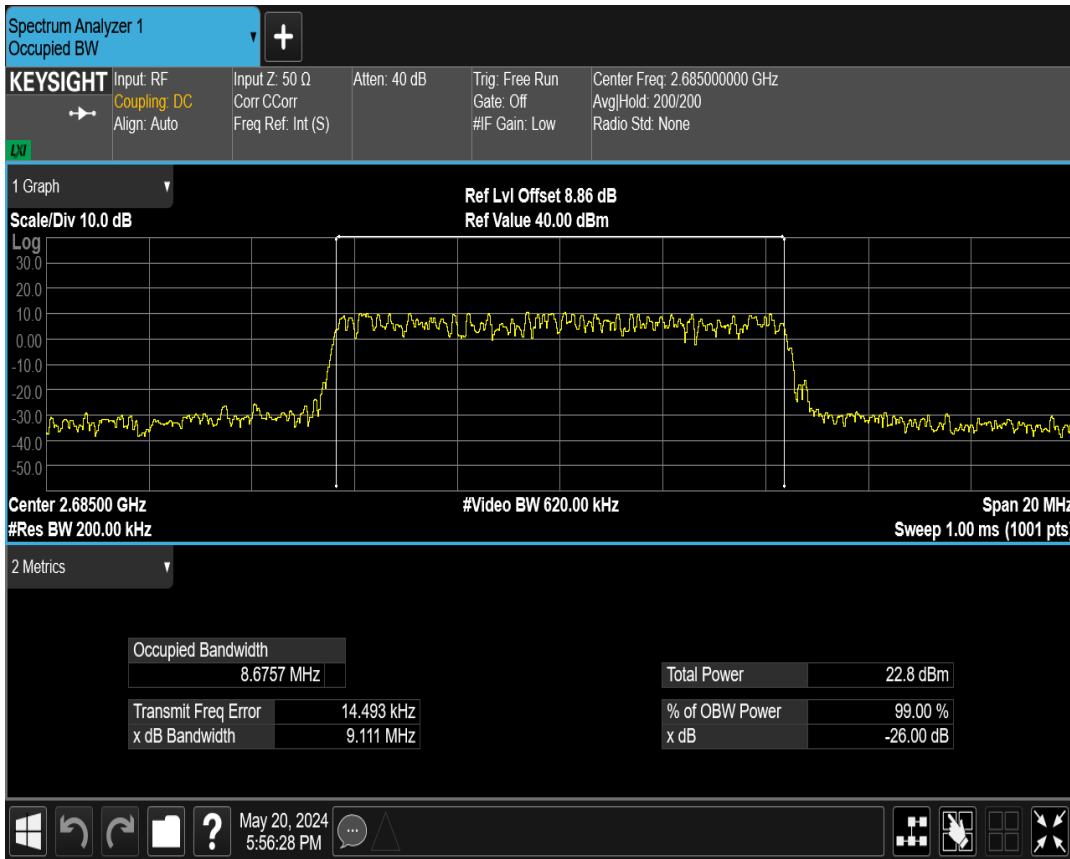 Spectrum Analyzer 1
Occupied BW
+
KEYSIGHT
LXI
Input: RF
Coupling: DC
Align: Auto
Input Z: 50 Ω
Corr CCorr
Freq Ref: Int (S)
Atten: 40 dB
Trig: Free Run
Gate: Off
#IF Gain: Low
Center Freq: 2.685000000 GHz
Avg|Hold: 200/200
Radio Std: None
1 Graph
Scale/Div 10.0 dB
Ref Lvl Offset 8.86 dB
Ref Value 40.00 dBm
Log
30.0
20.0
10.0
0.00
-10.0
-20.0
-30.0
-40.0
-50.0
Center 2.68500 GHz
#Res BW 200.00 kHz
#Video BW 620.00 kHz
Span 20 MHz
Sweep 1.00 ms (1001 pts)
2 Metrics
Occupied Bandwidth
8.6757 MHz
Transmit Freq Error 14.493 kHz
x dB Bandwidth 9.111 MHz
Total Power 22.8 dBm
% of OBW Power 99.00 %
x dB -26.00 dB
?
May 20, 2024
5:56:28 PM